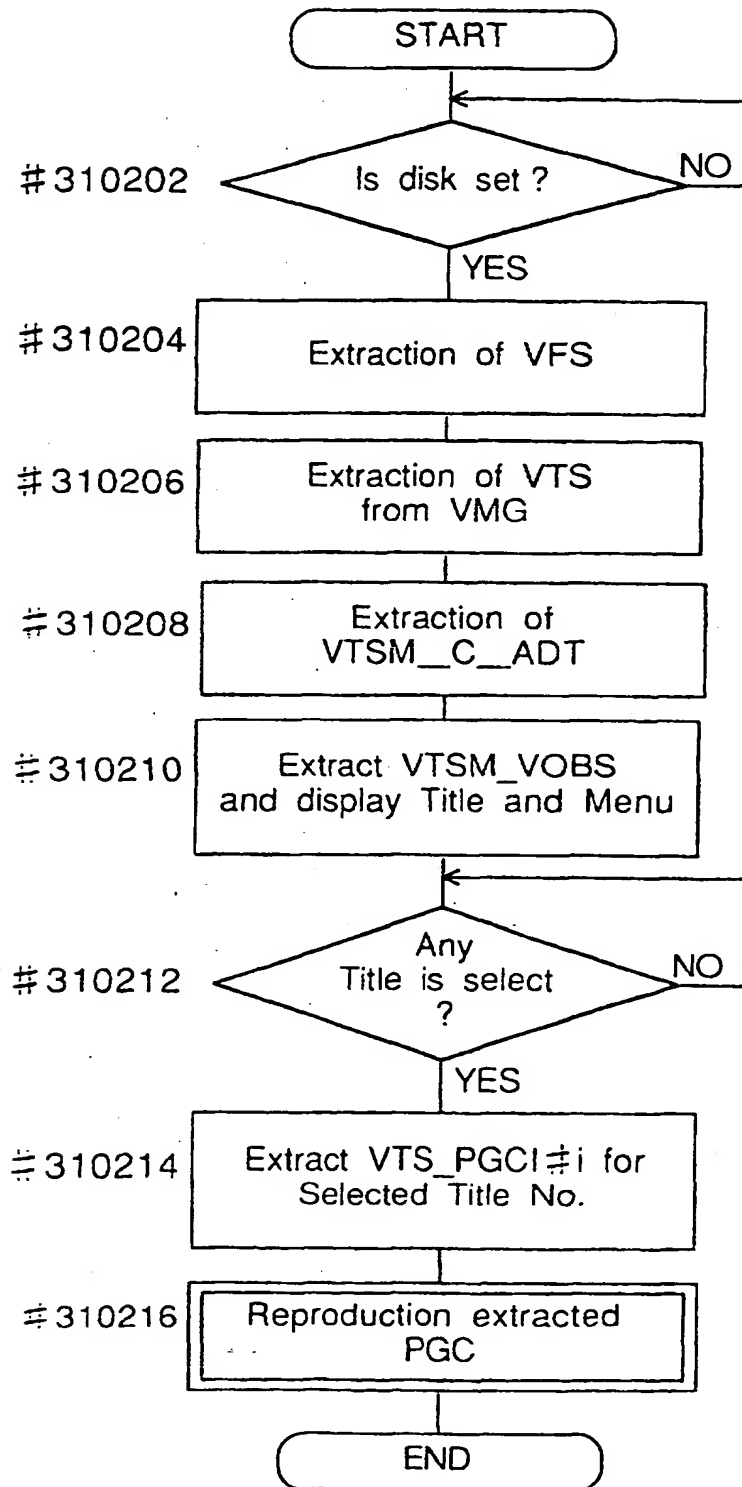 START
#310202
Is disk set ?
NO
YES
#310204
Extraction of VFS
#310206
Extraction of VTS
from VMG
#310208
Extraction of
VTSM__C__ADT
#310210
Extract VTSM_VOBS
and display Title and Menu
#310212
Any
Title is select
?
NO
YES
#310214
Extract VTS_PGCI#i for
Selected Title No.
#310216
Reproduction extracted
PGC
END